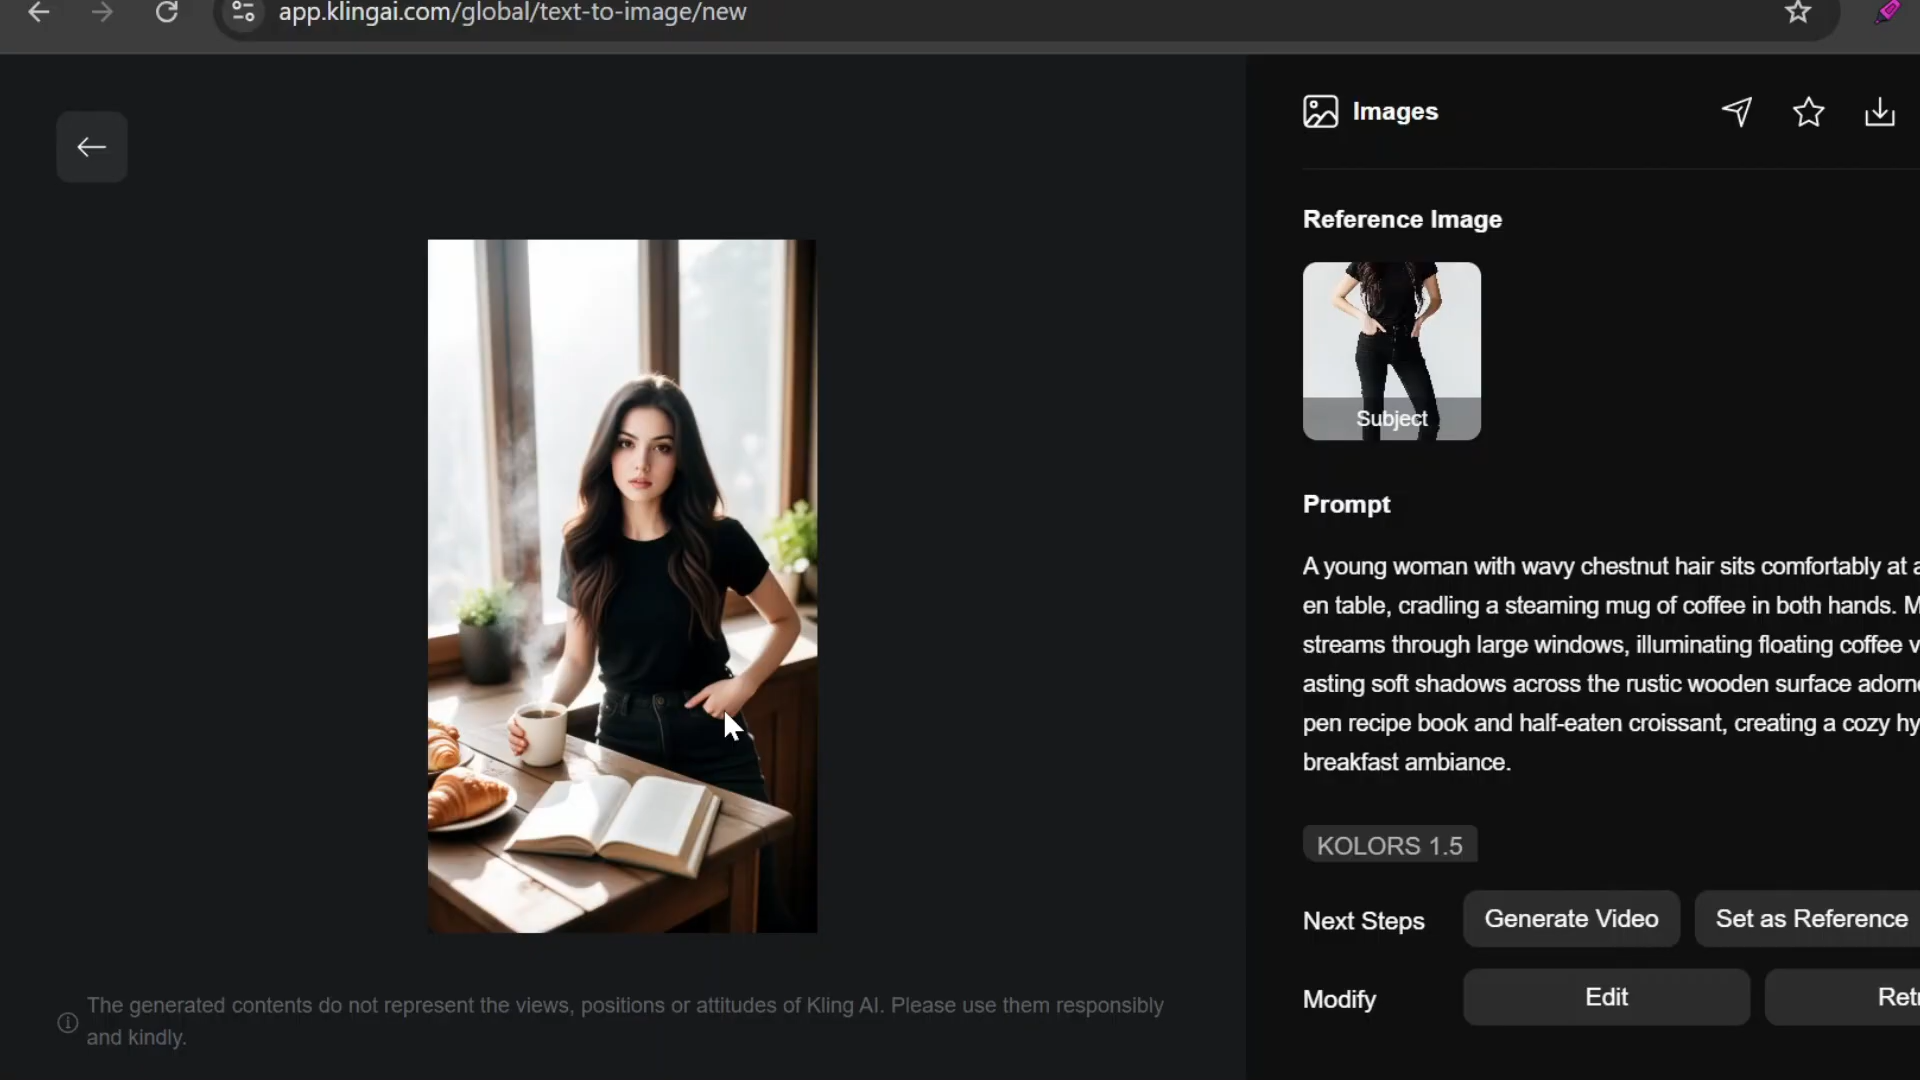 app.klingai.com/global/text-to-image/new
Images
Reference Image
Subject
Prompt
A young woman with wavy chestnut hair sits comfortably at a
en table, cradling a steaming mug of coffee in both hands. M
streams through large windows, illuminating floating coffee v
asting soft shadows across the rustic wooden surface adorne
pen recipe book and half-eaten croissant, creating a cozy hy
breakfast ambiance.
KOLORS 1.5
Next Steps
Generate Video
Set as Reference
Modify
Edit
Retr
The generated contents do not represent the views, positions or attitudes of Kling AI. Please use them responsibly
and kindly.